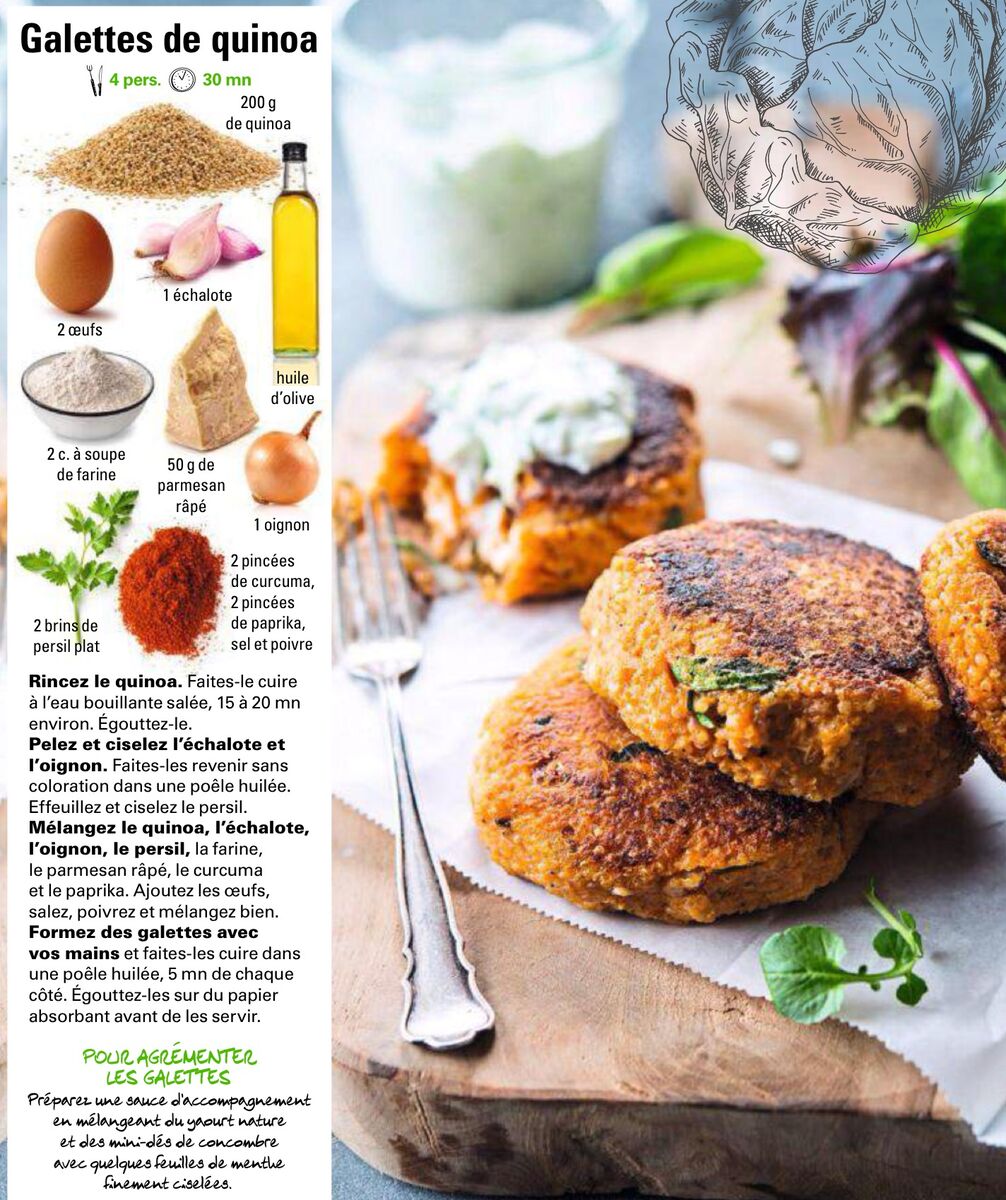 Galettes de quinoa
4 pers. 30 mn
200 g
de quinoa
2 œufs
1 échalote
huile
d'olive
2 c. à soupe
de farine
50 g de
parmesan
râpé
1 oignon
2 brins de
persil plat
2 pincées
de curcuma,
2 pincées
de paprika,
sel et poivre
Rincez le quinoa. Faites-le cuire
à l'eau bouillante salée, 15 à 20 mn
environ. Égouttez-le.
Pelez et ciselez l'échalote et
l'oignon. Faites-les revenir sans
coloration dans une poêle huilée.
Effeuillez et ciselez le persil.
Mélangez le quinoa, l'échalote,
l'oignon, le persil, la farine,
le parmesan râpé, le curcuma
et le paprika. Ajoutez les œufs,
salez, poivrez et mélangez bien.
Formez des galettes avec
vos mains et faites-les cuire dans
une poêle huilée, 5 mn de chaque
côté. Égouttez-les sur du papier
absorbant avant de les servir.
POUR AGRÉMENTER
LES GALETTES
Préparez une sauce d'accompagnement
en mélangeant du yaourt nature
et des mini-dés de concombre
avec quelques feuilles de menthe
finement ciselées.